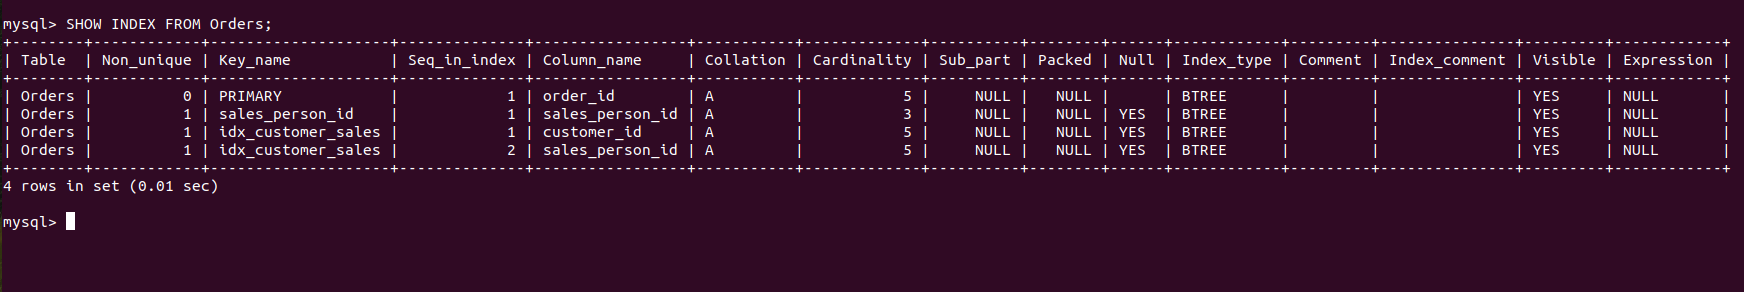 mysql> SHOW INDEX FROM Orders;
+--------+------------+--------------------+--------------+-----------------+-----------+-------------+----------+--------+------+------------+---------+---------------+---------+------------+
| Table  | Non_unique | Key_name           | Seq_in_index | Column_name     | Collation | Cardinality | Sub_part | Packed | Null | Index_type | Comment | Index_comment | Visible | Expression |
+--------+------------+--------------------+--------------+-----------------+-----------+-------------+----------+--------+------+------------+---------+---------------+---------+------------+
| Orders |          0 | PRIMARY            |            1 | order_id        | A         |           5 |     NULL |   NULL |      | BTREE      |         |               | YES     | NULL       |
| Orders |          1 | sales_person_id    |            1 | sales_person_id | A         |           3 |     NULL |   NULL | YES  | BTREE      |         |               | YES     | NULL       |
| Orders |          1 | idx_customer_sales |            1 | customer_id     | A         |           5 |     NULL |   NULL | YES  | BTREE      |         |               | YES     | NULL       |
| Orders |          1 | idx_customer_sales |            2 | sales_person_id | A         |           5 |     NULL |   NULL | YES  | BTREE      |         |               | YES     | NULL       |
+--------+------------+--------------------+--------------+-----------------+-----------+-------------+----------+--------+------+------------+---------+---------------+---------+------------+
4 rows in set (0.01 sec)
mysql>